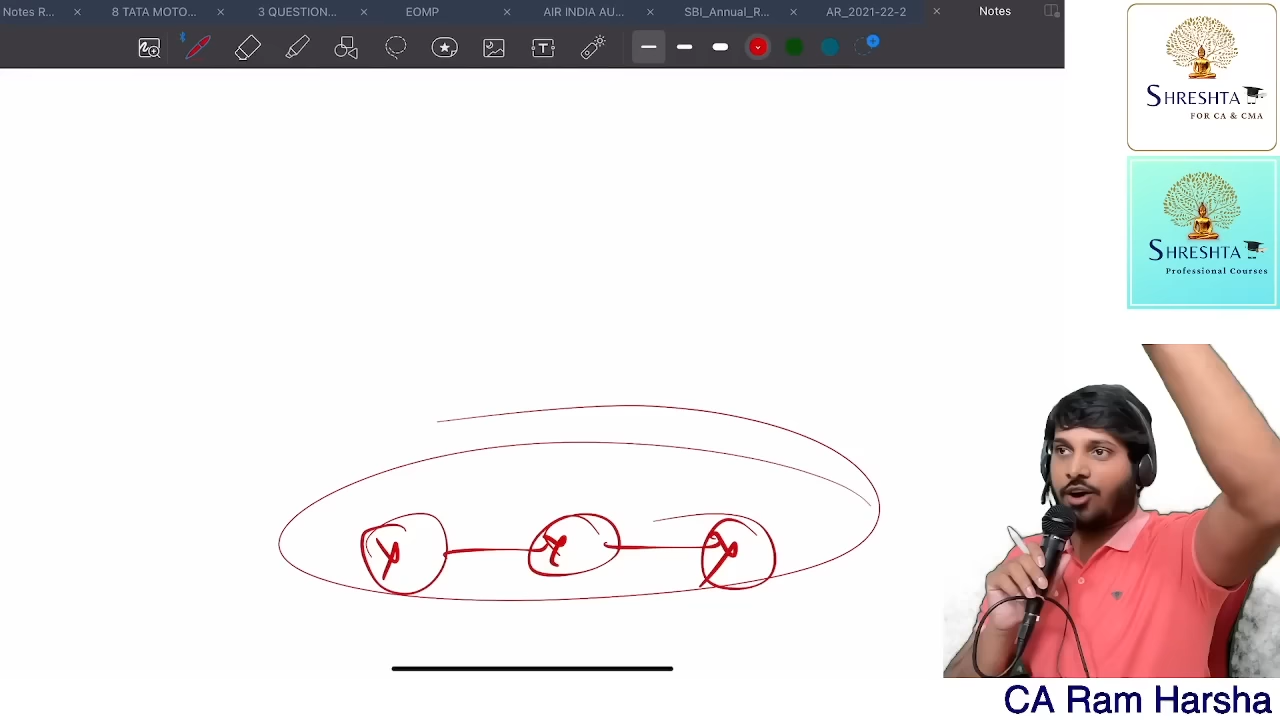 Notes R... × 8 TATA MOTO... × 3 QUESTION... × EOMP × AIR INDIA AU... × SBI_Annual_R... × AR_2021-22-2 × Notes
T
SHRESHTA
FOR CA & CMA
SHRESHTA
Professional Courses
CA Ram Harsha